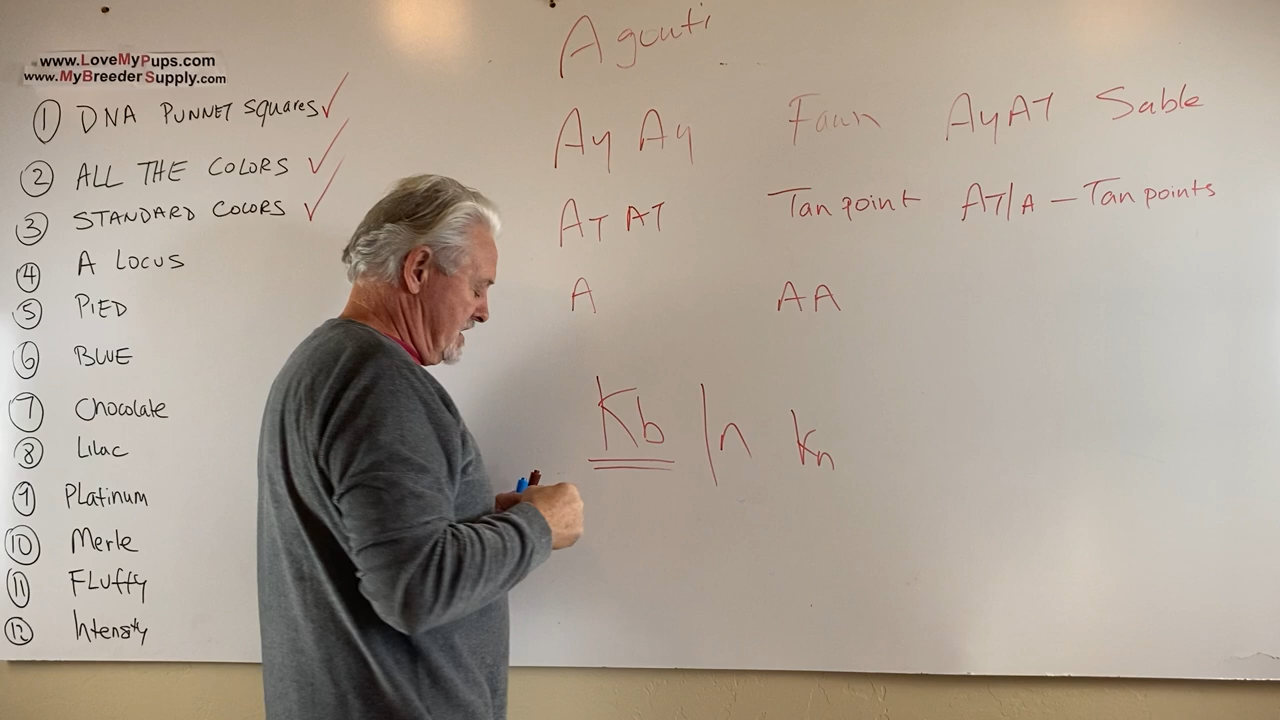 www.LoveMyPups.com
www.MyBreederSupply.com
① DNA PUNNET Squares ✓
② ALL THE COLORS ✓
③ STANDARD COLORS ✓
④ A LOCUS
⑤ PIED
⑥ BLUE
⑦ Chocolate
⑧ Lilac
⑨ Platinum
⑩ Merle
⑪ FLuffy
⑫ Intensity
Agouti
Ay Ay Fawn AyAT Sable
AT AT Tan point AT/A - Tan points
A AA
Kb /n Kn